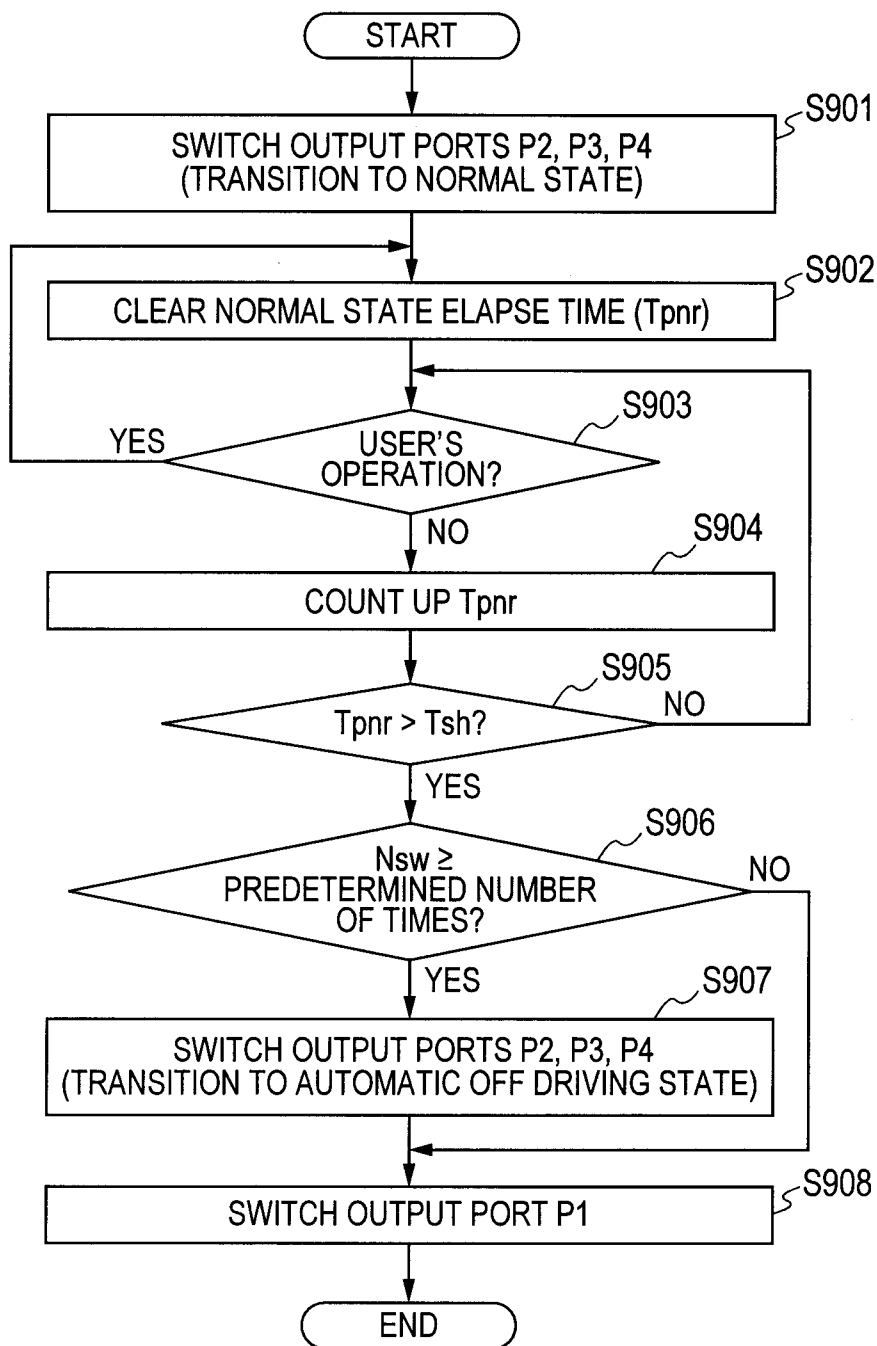 START
S901
SWITCH OUTPUT PORTS P2, P3, P4
(TRANSITION TO NORMAL STATE)
S902
CLEAR NORMAL STATE ELAPSE TIME (Tpnr)
S903
YES
USER'S
OPERATION?
NO
S904
COUNT UP Tpnr
S905
Tpnr > Tsh?
NO
YES
S906
Nsw ≥
PREDETERMINED NUMBER
OF TIMES?
NO
YES
S907
SWITCH OUTPUT PORTS P2, P3, P4
(TRANSITION TO AUTOMATIC OFF DRIVING STATE)
S908
SWITCH OUTPUT PORT P1
END